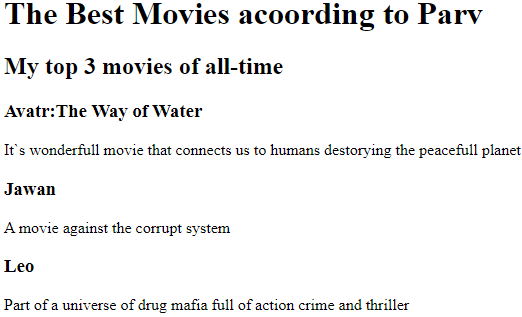 The Best Movies acoording to Parv
My top 3 movies of all-time
Avatr:The Way of Water
It`s wonderfull movie that connects us to humans destorying the peacefull planet
Jawan
A movie against the corrupt system
Leo
Part of a universe of drug mafia full of action crime and thriller